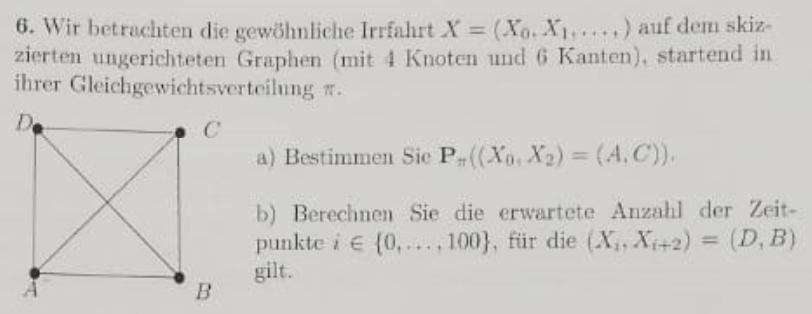 6. Wir betrachten die gewöhnliche Irrfahrt X = (X₀, X₁, . . . , ) auf dem skiz-
zierten ungerichteten Graphen (mit 4 Knoten und 6 Kanten), startend in
ihrer Gleichgewichtsverteilung π.
D
C
a) Bestimmen Sie P_π((X₀, X₂) = (A, C)).
b) Berechnen Sie die erwartete Anzahl der Zeit-
punkte i ∈ {0, . . . , 100}, für die (Xᵢ, Xᵢ₊₂) = (D, B)
gilt.
A
B